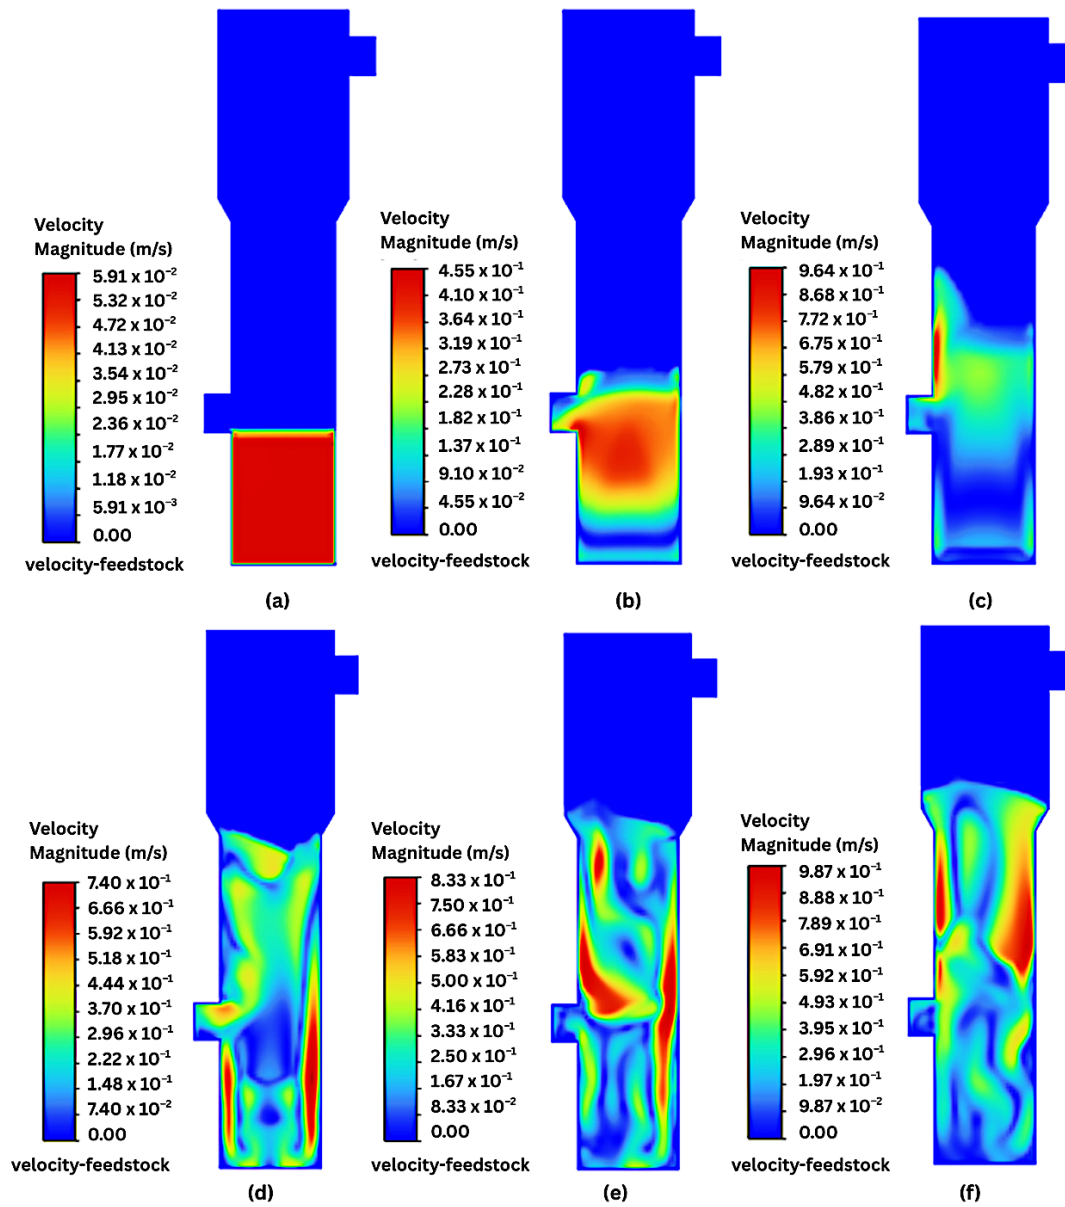 Velocity
Magnitude (m/s)
5.91 x 10⁻²
5.32 x 10⁻²
4.72 x 10⁻²
4.13 x 10⁻²
3.54 x 10⁻²
2.95 x 10⁻²
2.36 x 10⁻²
1.77 x 10⁻²
1.18 x 10⁻²
5.91 x 10⁻³
0.00
velocity-feedstock
(a)
Velocity
Magnitude (m/s)
4.55 x 10⁻¹
4.10 x 10⁻¹
3.64 x 10⁻¹
3.19 x 10⁻¹
2.73 x 10⁻¹
2.28 x 10⁻¹
1.82 x 10⁻¹
1.37 x 10⁻¹
9.10 x 10⁻²
4.55 x 10⁻²
0.00
velocity-feedstock
(b)
Velocity
Magnitude (m/s)
9.64 x 10⁻¹
8.68 x 10⁻¹
7.72 x 10⁻¹
6.75 x 10⁻¹
5.79 x 10⁻¹
4.82 x 10⁻¹
3.86 x 10⁻¹
2.89 x 10⁻¹
1.93 x 10⁻¹
9.64 x 10⁻²
0.00
velocity-feedstock
(c)
Velocity
Magnitude (m/s)
7.40 x 10⁻¹
6.66 x 10⁻¹
5.92 x 10⁻¹
5.18 x 10⁻¹
4.44 x 10⁻¹
3.70 x 10⁻¹
2.96 x 10⁻¹
2.22 x 10⁻¹
1.48 x 10⁻¹
7.40 x 10⁻²
0.00
velocity-feedstock
(d)
Velocity
Magnitude (m/s)
8.33 x 10⁻¹
7.50 x 10⁻¹
6.66 x 10⁻¹
5.83 x 10⁻¹
5.00 x 10⁻¹
4.16 x 10⁻¹
3.33 x 10⁻¹
2.50 x 10⁻¹
1.67 x 10⁻¹
8.33 x 10⁻²
0.00
velocity-feedstock
(e)
Velocity
Magnitude (m/s)
9.87 x 10⁻¹
8.88 x 10⁻¹
7.89 x 10⁻¹
6.91 x 10⁻¹
5.92 x 10⁻¹
4.93 x 10⁻¹
3.95 x 10⁻¹
2.96 x 10⁻¹
1.97 x 10⁻¹
9.87 x 10⁻²
0.00
velocity-feedstock
(f)